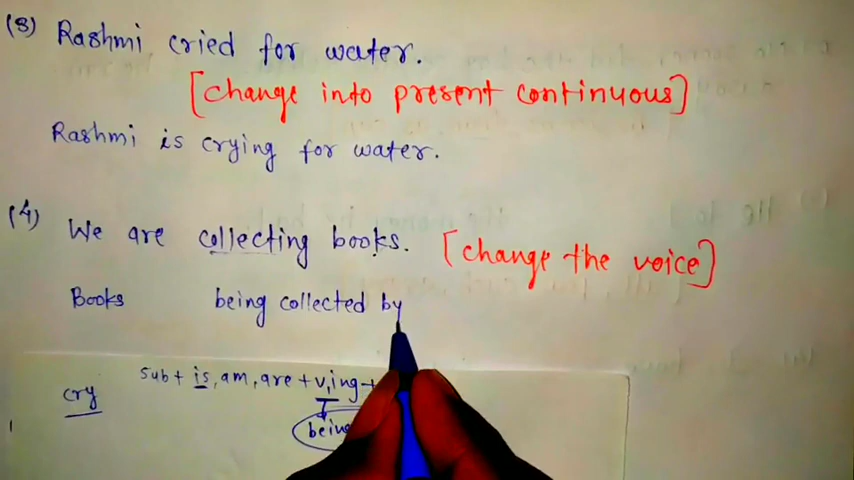 (3) Rashmi cried for water.
[change into present continuous]
Rashmi is crying for water.
(4) We are collecting books. [change the voice]
Books being collected by
cry sub+ is, am, are + v,ing+
being